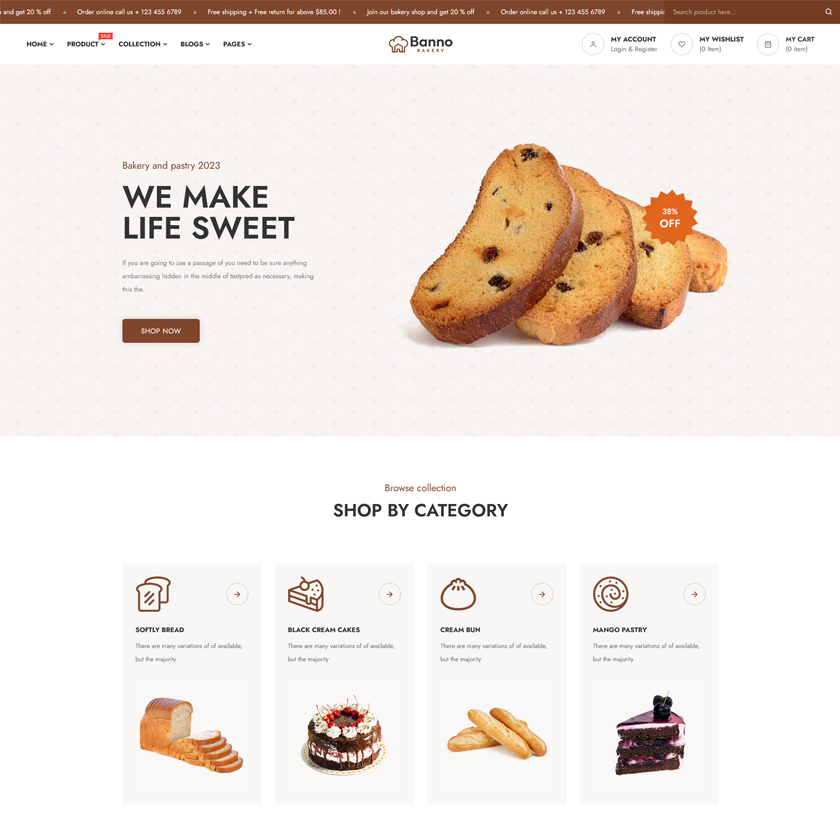 and get 20 % off • Order online call us + 123 455 6789 • Free shipping + Free return for above $85.00 ! • Join our bakery shop and get 20 % off • Order online call us + 123 455 6789 • Free shippi
Search product here...
HOME
PRODUCT
SALE
COLLECTION
BLOGS
PAGES
Banno
BAKERY
MY ACCOUNT
Login & Register
MY WISHLIST
(0 Item)
MY CART
(0 item)
Bakery and pastry 2023
WE MAKE
LIFE SWEET
If you are going to use a passage of you need to be sure anything
embarrassing hidden in the middle of textpred as necessary, making
this the.
SHOP NOW
38%
OFF
Browse collection
SHOP BY CATEGORY
SOFTLY BREAD
There are many variations of of available,
but the majority
BLACK CREAM CAKES
There are many variations of of available,
but the majority
CREAM BUN
There are many variations of of available,
but the majority
MANGO PASTRY
There are many variations of of available,
but the majority